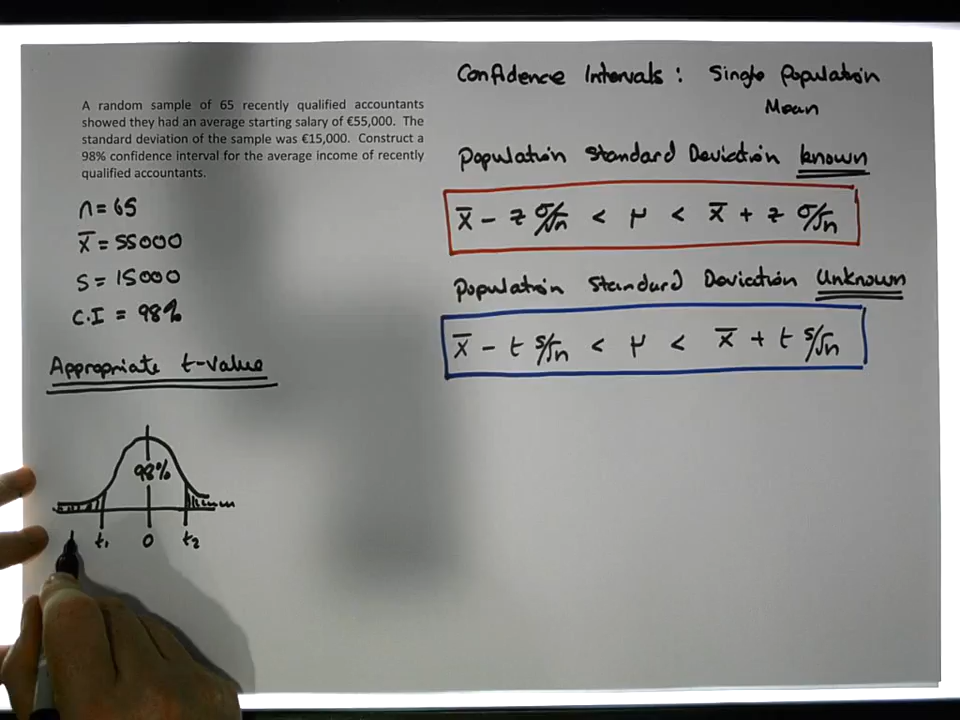 A random sample of 65 recently qualified accountants
showed they had an average starting salary of €55,000. The
standard deviation of the sample was €15,000. Construct a
98% confidence interval for the average income of recently
qualified accountants.
n = 65
x̄ = 55000
s = 15000
C.I = 98%
Appropriate t-value
98%
t₁ 0 t₂
Confidence Intervals : Single Population
Mean
Population Standard Deviation known
x̄ - z σ/√n < μ < x̄ + z σ/√n
Population Standard Deviation Unknown
x̄ - t s/√n < μ < x̄ + t s/√n